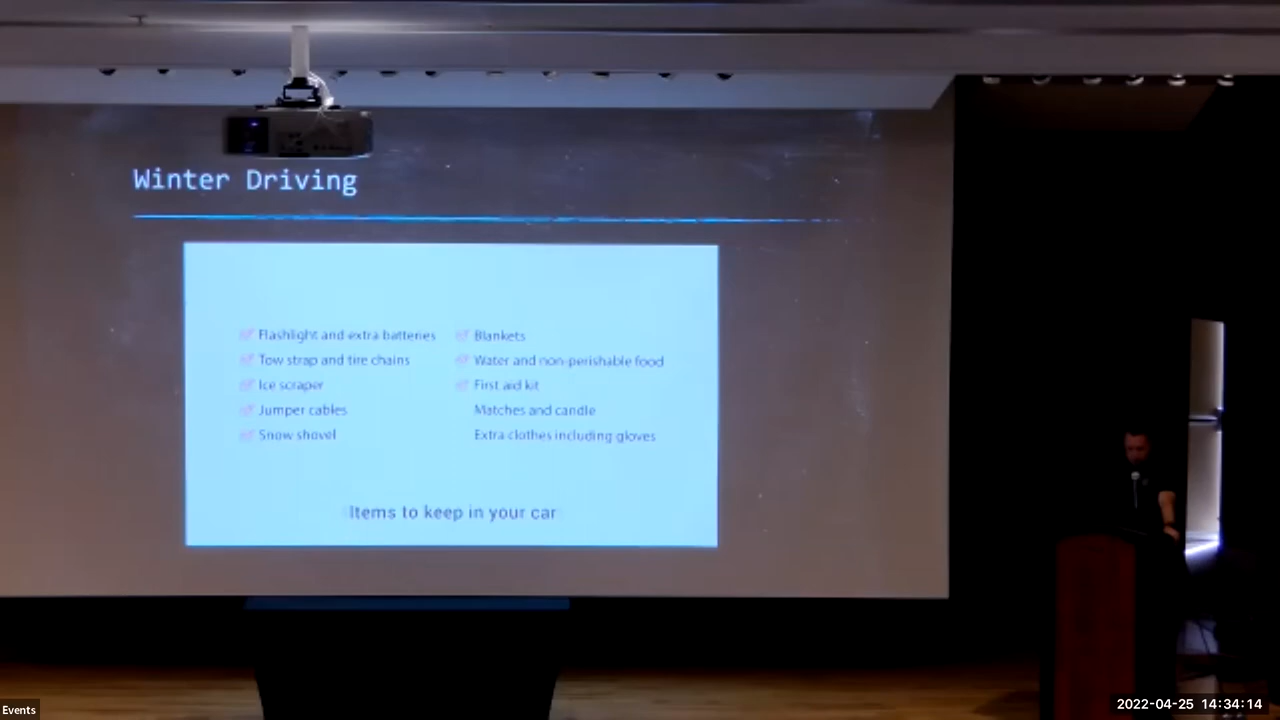 Winter Driving
Flashlight and extra batteries
Tow strap and tire chains
Ice scraper
Jumper cables
Snow shovel
Blankets
Water and non-perishable food
First aid kit
Matches and candle
Extra clothes including gloves
Items to keep in your car
Events
2022-04-25 14:34:14